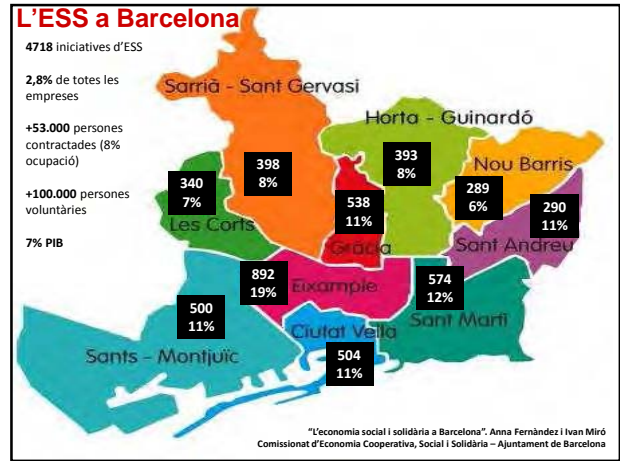 L'ESS a Barcelona
4718 iniciatives d'ESS
2,8% de totes les
empreses
+53.000 persones
contractades (8%
ocupació)
+100.000 persones
voluntàries
7% PIB
Sarrià - Sant Gervasi
398
8%
Horta - Guinardó
393
8%
Nou Barris
289
6%
290
11%
Sant Andreu
340
7%
Les Corts
538
11%
Gràcia
892
19%
Eixample
574
12%
Sant Martí
500
11%
Sants - Montjuïc
Ciutat Vella
504
11%
"L'economia social i solidària a Barcelona". Anna Fernàndez i Ivan Miró
Comissionat d'Economia Cooperativa, Social i Solidària – Ajuntament de Barcelona